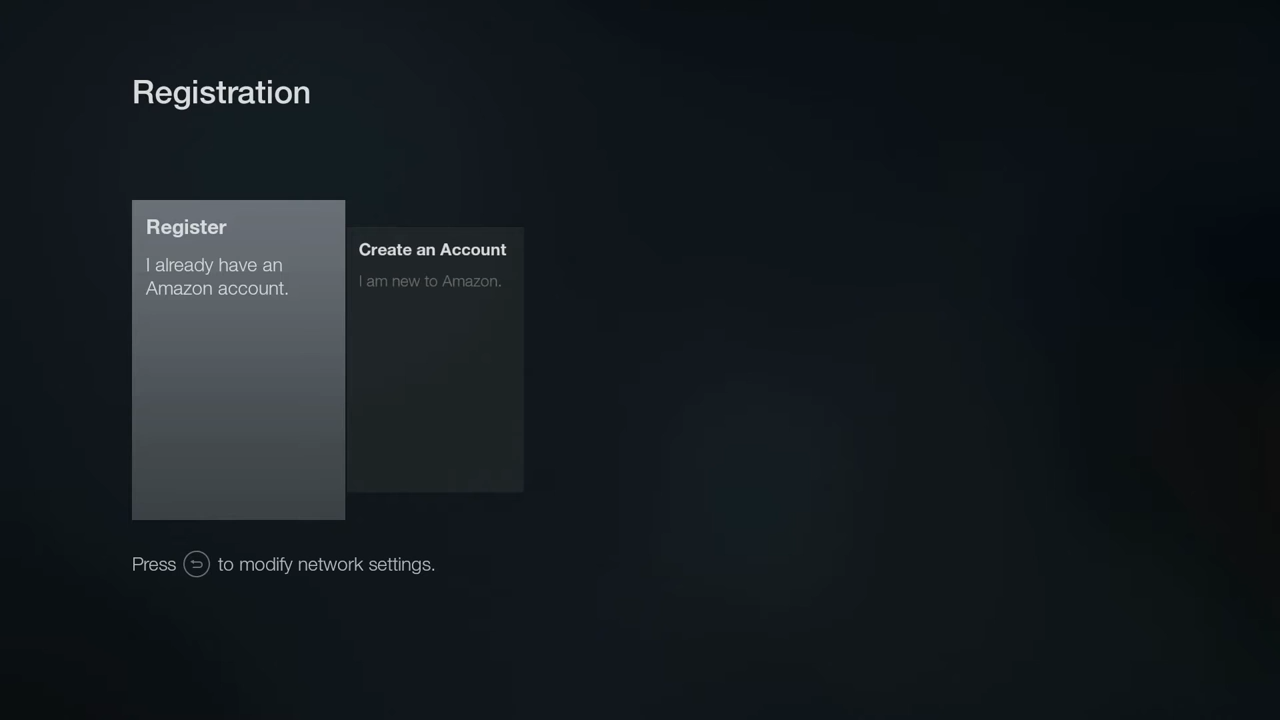 Registration
Register
I already have an
Amazon account.
Create an Account
I am new to Amazon.
Press to modify network settings.